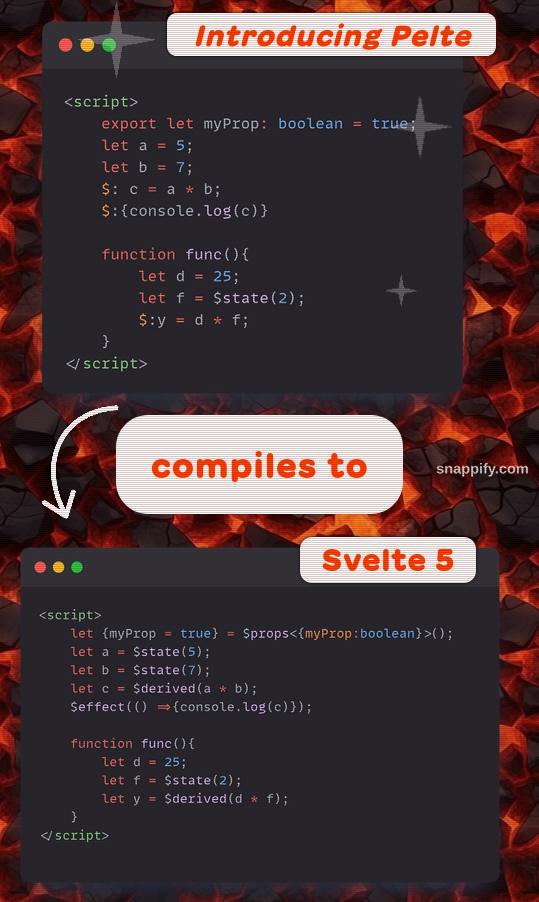 Introducing Pelte
<script>
    export let myProp: boolean = true;
    let a = 5;
    let b = 7;
    $: c = a * b;
    $:{console.log(c)}

    function func(){
        let d = 25;
        let f = $state(2);
        $:y = d * f;
    }
</script>
compiles to
snappify.com
Svelte 5
<script>
    let {myProp = true} = $props<{myProp:boolean}>();
    let a = $state(5);
    let b = $state(7);
    let c = $derived(a * b);
    $effect(() =>{console.log(c)});

    function func(){
        let d = 25;
        let f = $state(2);
        let y = $derived(d * f);
    }
</script>